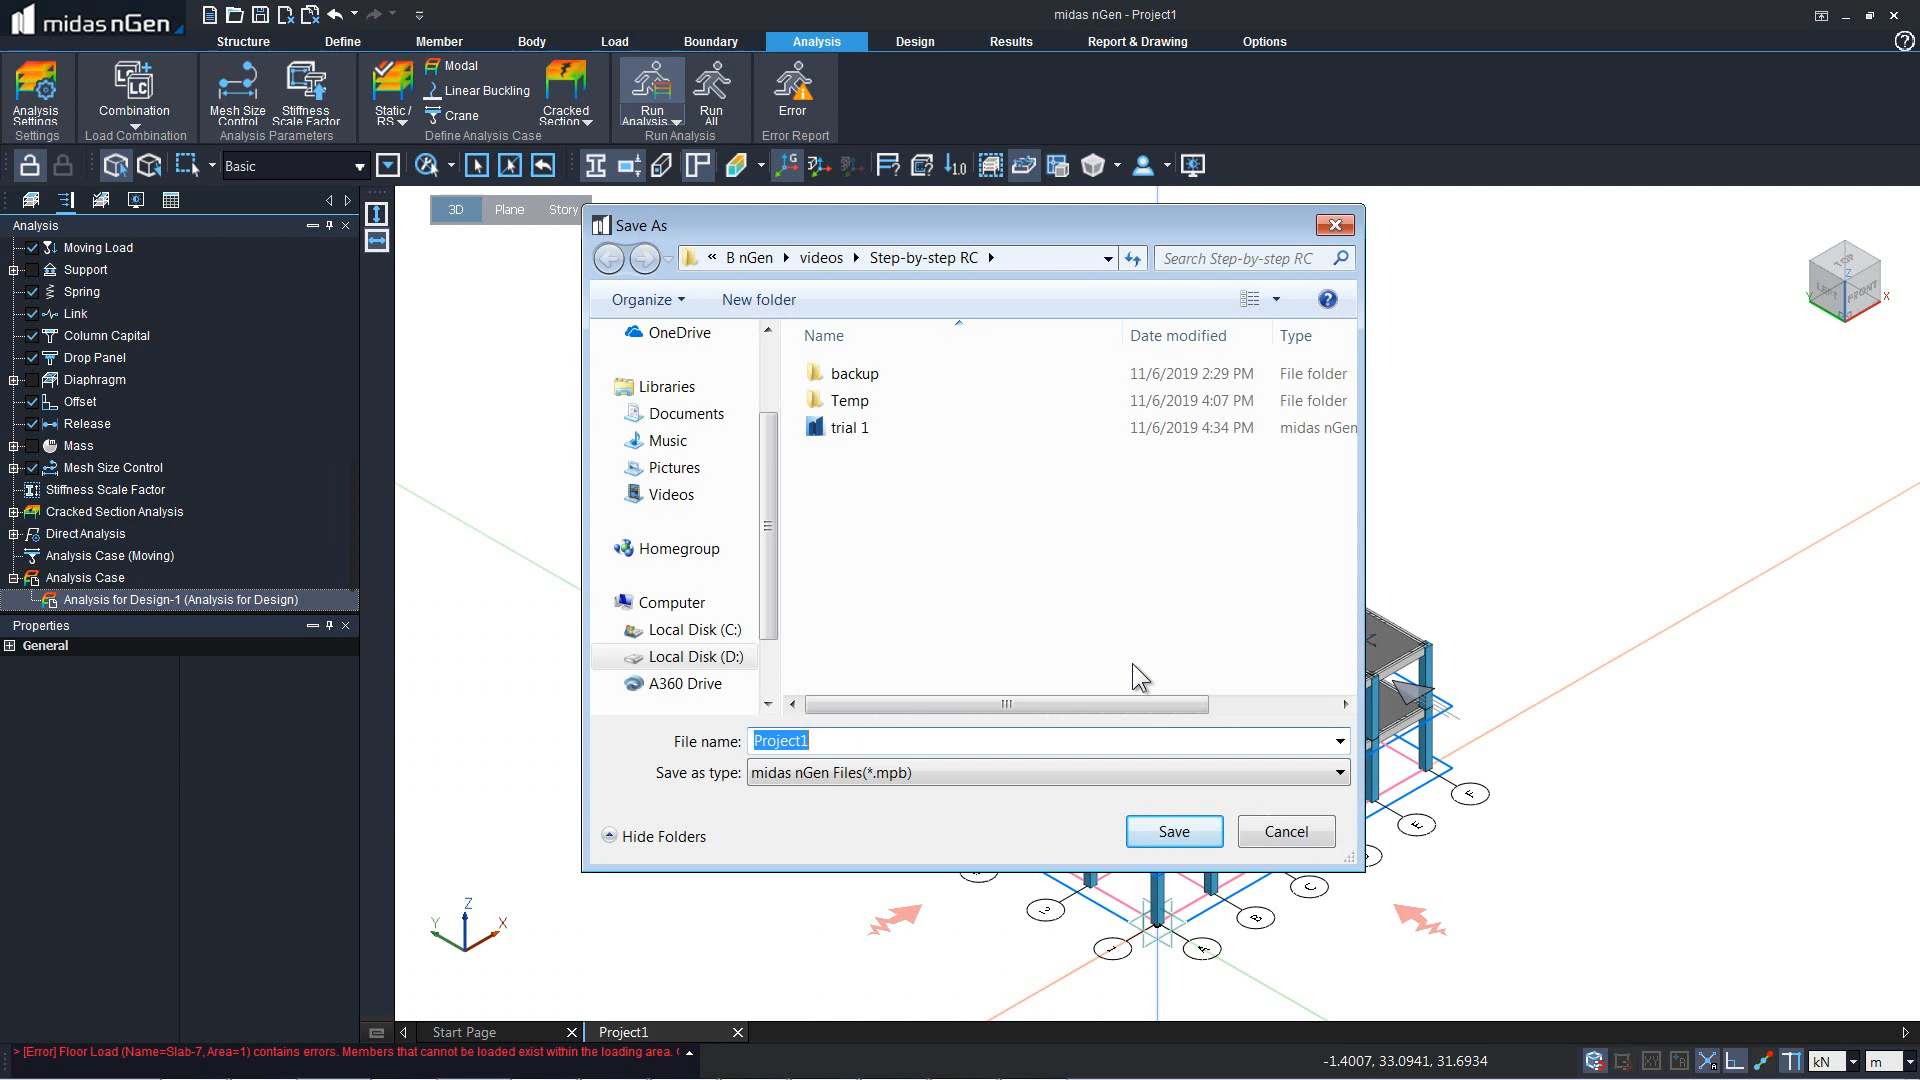 midas nGen
midas nGen - Project1
Structure Define Member Body Load Boundary Analysis Design Results Report & Drawing Options
Analysis Settings
Settings
Combination
Load Combination
Mesh Size Control
Stiffness Scale Factor
Analysis Parameters
Static / RS
Modal
Linear Buckling
Crane
Cracked Section
Define Analysis Case
Run Analysis
Run All
Run Analysis
Error
Error Report
Basic
1.0
Analysis
Moving Load
Support
Spring
Link
Column Capital
Drop Panel
Diaphragm
Offset
Release
Mass
Mesh Size Control
Stiffness Scale Factor
Cracked Section Analysis
Direct Analysis
Analysis Case (Moving)
Analysis Case
Analysis for Design-1 (Analysis for Design)
Properties
General
3D Plane Story
Save As
« B nGen videos Step-by-step RC
Search Step-by-step RC
Organize New folder
OneDrive
Libraries
Documents
Music
Pictures
Videos
Homegroup
Computer
Local Disk (C:)
Local Disk (D:)
A360 Drive
Name Date modified Type
backup 11/6/2019 2:29 PM File folder
Temp 11/6/2019 4:07 PM File folder
trial 1 11/6/2019 4:34 PM midas nGen
File name: Project1
Save as type: midas nGen Files(*.mpb)
Hide Folders
Save Cancel
TOP
LEFT FRONT
Z
Y X
F
E
C
B
A
Z
Y X
Start Page Project1
> [Error] Floor Load (Name=Slab-7, Area=1) contains errors. Members that cannot be loaded exist within the loading area.
-1.4007, 33.0941, 31.6934
kN m